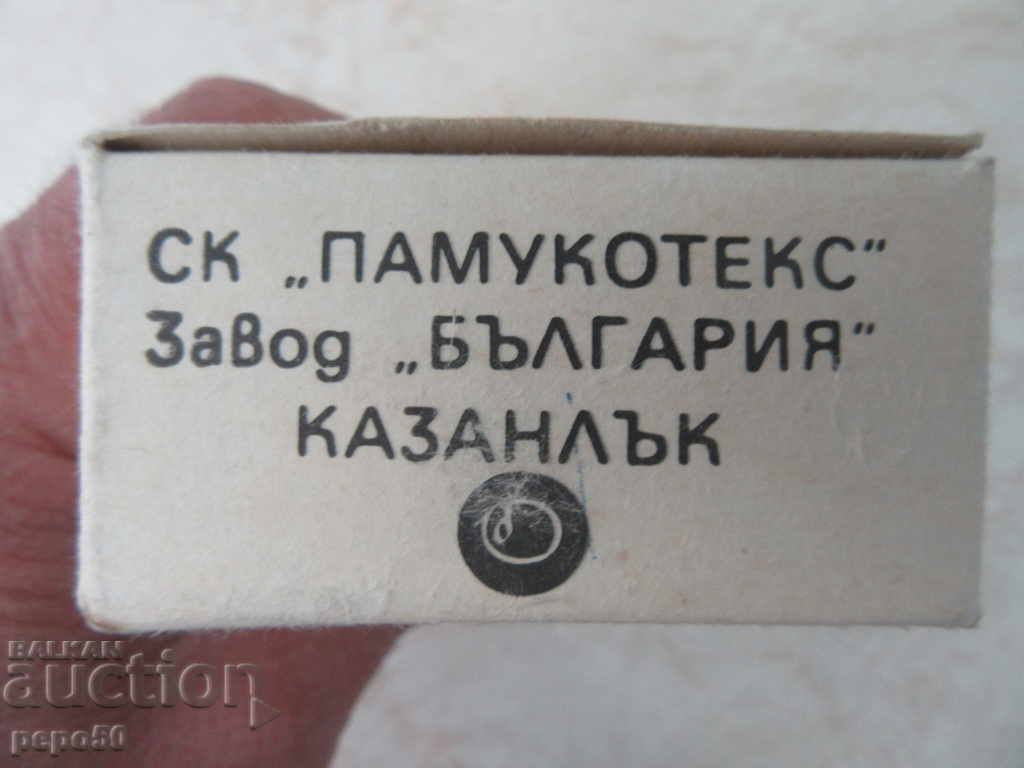 СК „ПАМУКОТЕКС“
Завод „БЪЛГАРИЯ“
КАЗАНЛЪК
BALKAN
auction
pepo50